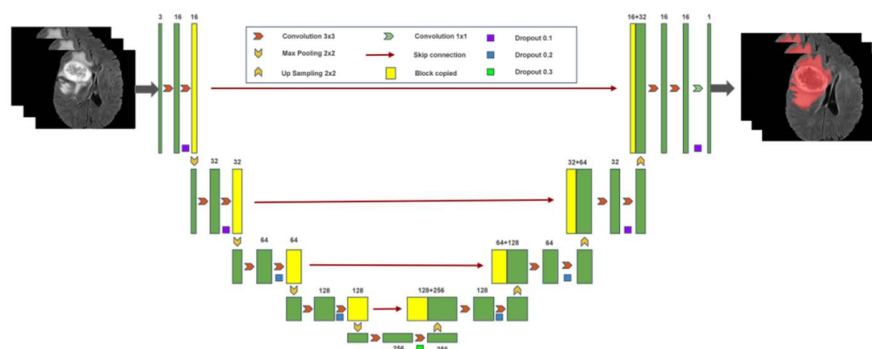 3 16 16
Convolution 3x3 Convolution 1x1 Dropout 0.1
Max Pooling 2x2 Skip connection Dropout 0.2
Up Sampling 2x2 Block copied Dropout 0.3
16+32 16 16 1
32 32
32+64 32
64 64
64+128 64
128 128
128+256 128
256 256